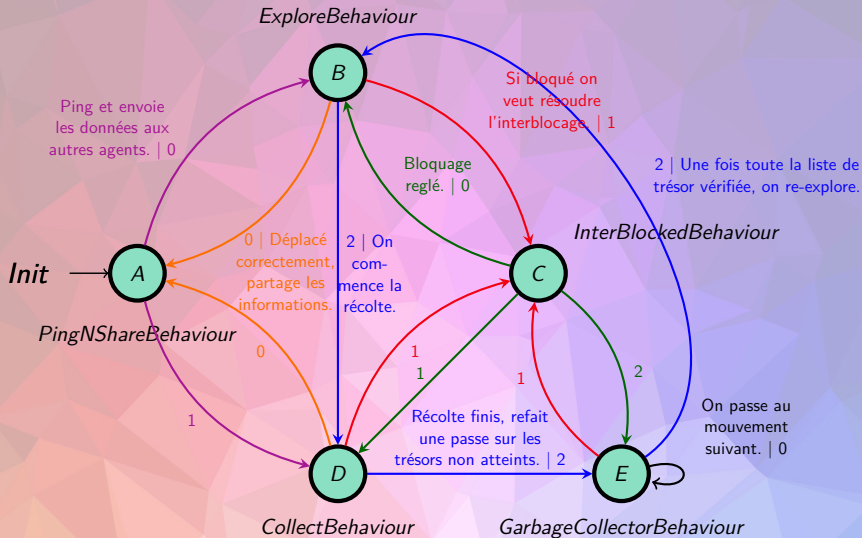 ExploreBehaviour
B
Si bloqué on
veut résoudre
l'interblocage. | 1
Ping et envoie
les données aux
autres agents. | 0
Bloquage
reglé. | 0
2 | Une fois toute la liste de
trésor vérifiée, on re-explore.
InterBlockedBehaviour
0 | Déplacé
correctement,
partage les
informations.
2 | On
com-
mence la
récolte.
Init
A
C
PingNShareBehaviour
0
1
1
1
2
1
On passe au
mouvement
suivant. | 0
Récolte finis, refait
une passe sur les
trésors non atteints. | 2
D
E
CollectBehaviour
GarbageCollectorBehaviour